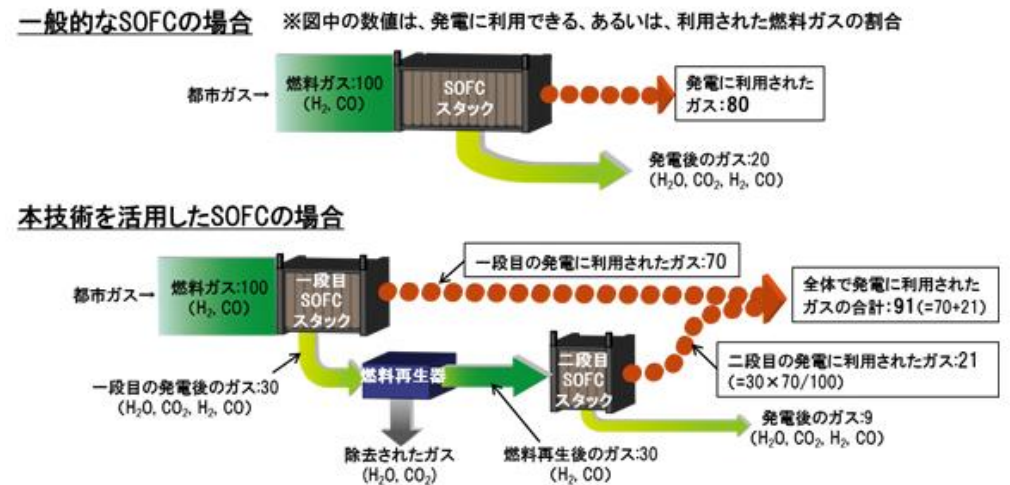 一般的なSOFCの場合 ※図中の数値は、発電に利用できる、あるいは、利用された燃料ガスの割合
都市ガス→
燃料ガス:100
(H₂, CO)
SOFC
スタック
発電に利用された
ガス:80
発電後のガス:20
(H₂O, CO₂, H₂, CO)
本技術を活用したSOFCの場合
一段目の発電に利用されたガス:70
都市ガス→
燃料ガス:100
(H₂, CO)
一段目
SOFC
スタック
全体で発電に利用された
ガスの合計:91(=70+21)
一段目の発電後のガス:30
(H₂O, CO₂, H₂, CO)
燃料再生器
二段目
SOFC
スタック
二段目の発電に利用されたガス:21
(=30×70/100)
除去されたガス
(H₂O, CO₂)
燃料再生後のガス:30
(H₂, CO)
発電後のガス:9
(H₂O, CO₂, H₂, CO)